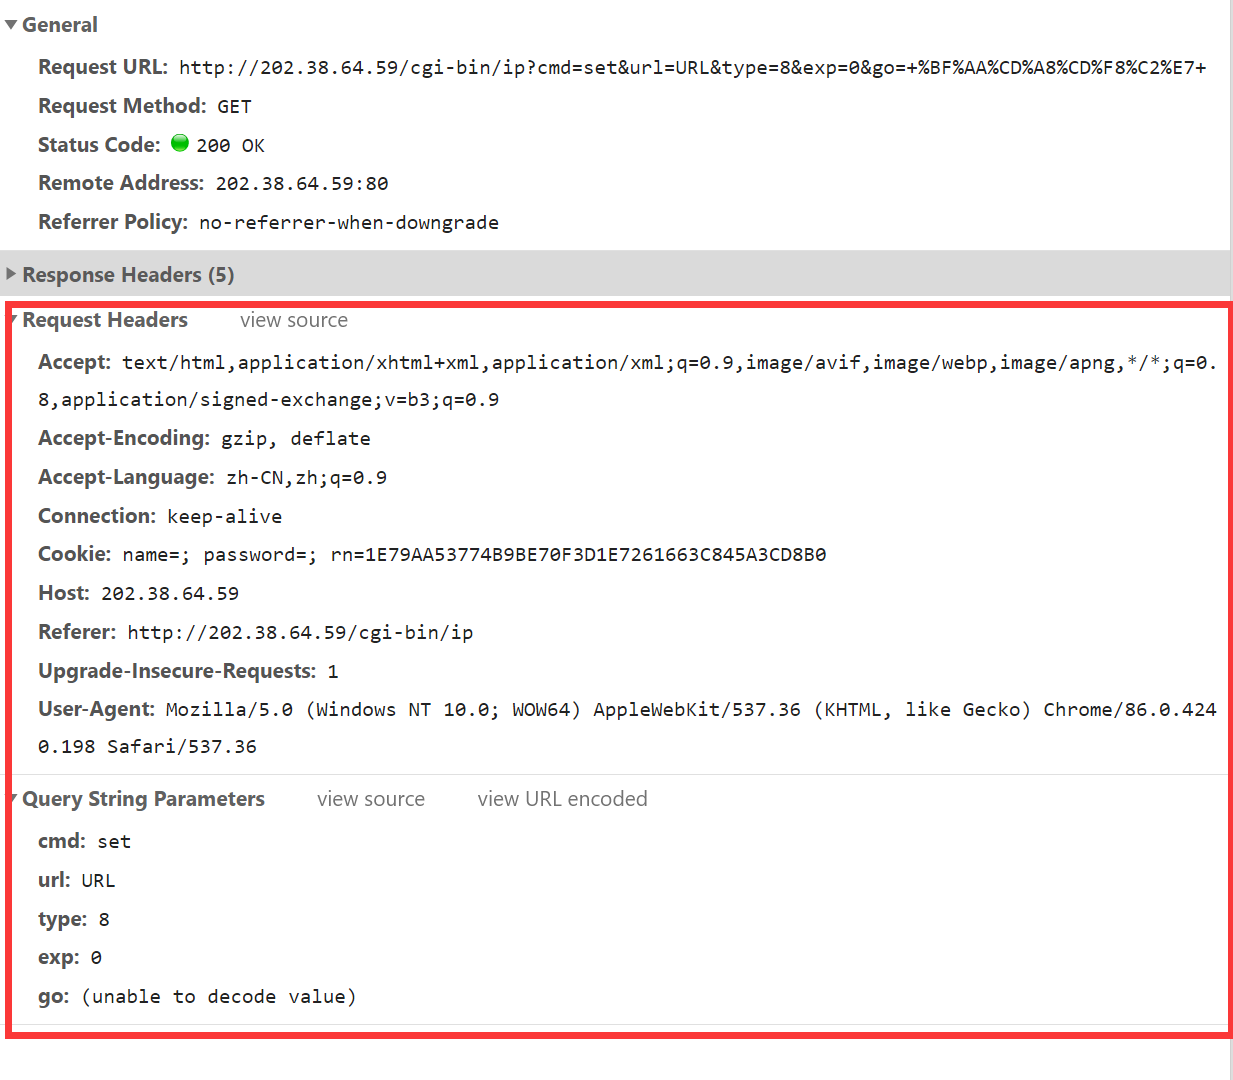 General
Request URL: http://202.38.64.59/cgi-bin/ip?cmd=set&url=URL&type=8&exp=0&go=+%BF%AA%CD%A8%CD%F8%C2%E7+
Request Method: GET
Status Code: 200 OK
Remote Address: 202.38.64.59:80
Referrer Policy: no-referrer-when-downgrade
Response Headers (5)
Request Headers view source
Accept: text/html,application/xhtml+xml,application/xml;q=0.9,image/avif,image/webp,image/apng,*/*;q=0.
8,application/signed-exchange;v=b3;q=0.9
Accept-Encoding: gzip, deflate
Accept-Language: zh-CN,zh;q=0.9
Connection: keep-alive
Cookie: name=; password=; rn=1E79AA53774B9BE70F3D1E7261663C845A3CD8B0
Host: 202.38.64.59
Referer: http://202.38.64.59/cgi-bin/ip
Upgrade-Insecure-Requests: 1
User-Agent: Mozilla/5.0 (Windows NT 10.0; WOW64) AppleWebKit/537.36 (KHTML, like Gecko) Chrome/86.0.424
0.198 Safari/537.36
Query String Parameters view source view URL encoded
cmd: set
url: URL
type: 8
exp: 0
go: (unable to decode value)